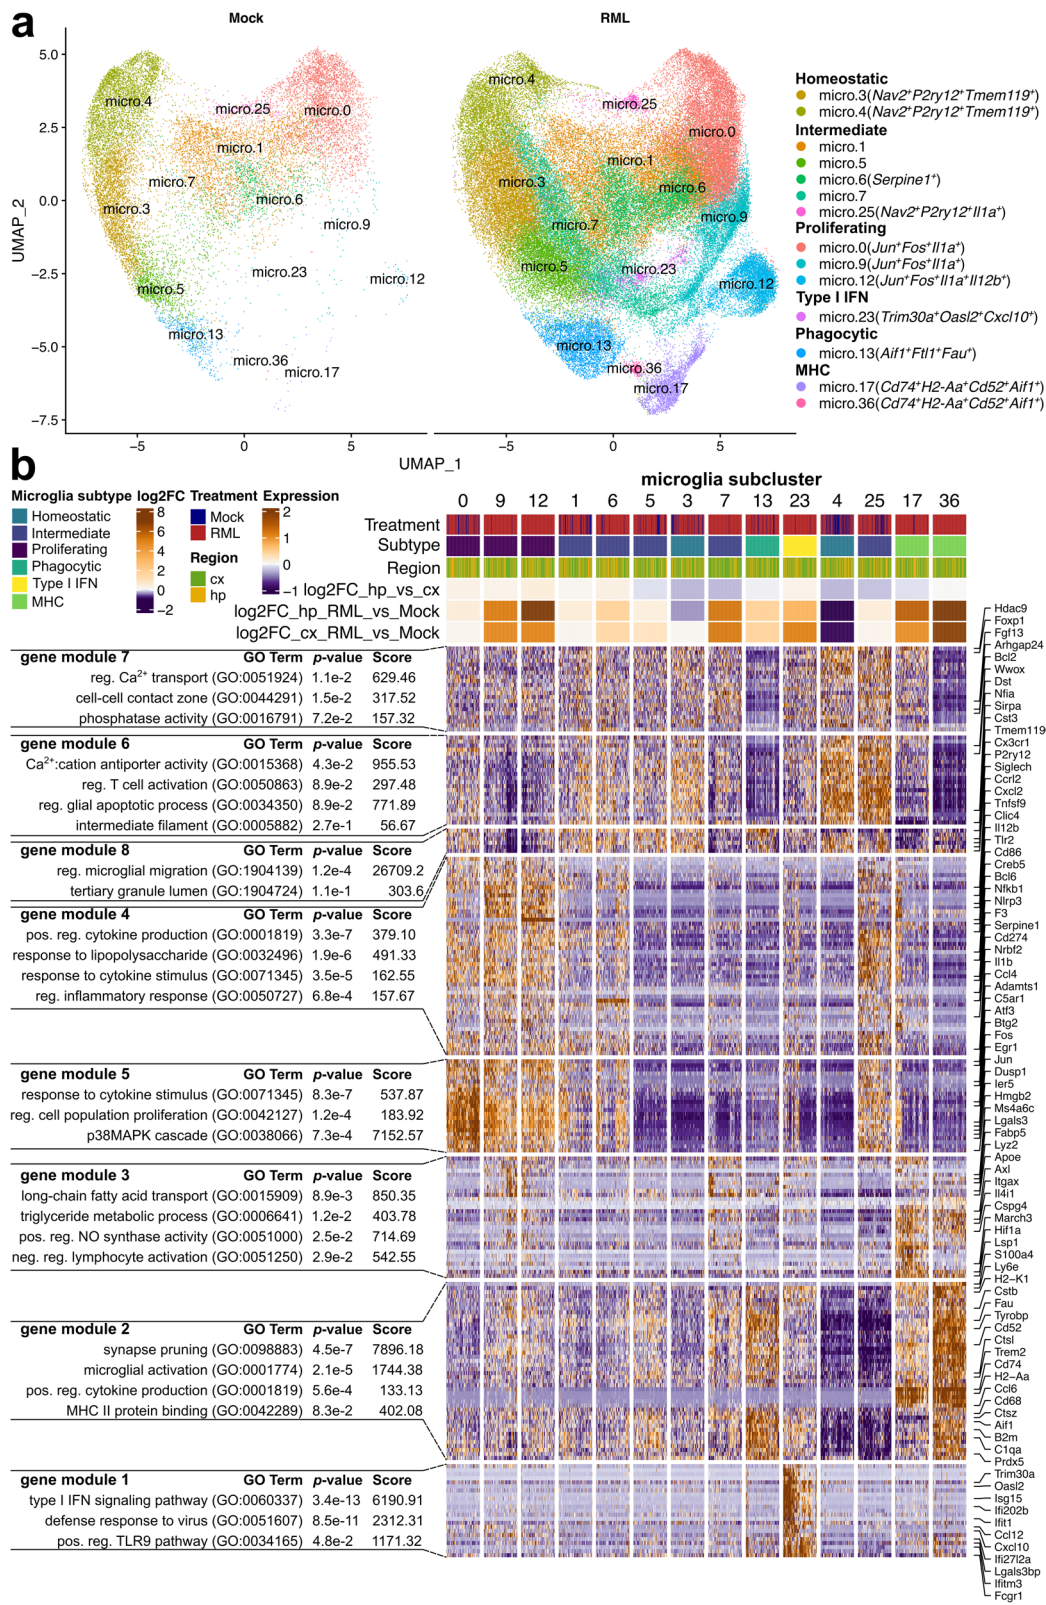 a
Mock
RML
5.0
2.5
0.0
−2.5
−5.0
−7.5
UMAP_2
micro.4
micro.25
micro.0
micro.1
micro.7
micro.3
micro.6
micro.9
micro.23
micro.12
micro.5
micro.13
micro.36
micro.17
−5
0
5
micro.4
micro.25
micro.0
micro.1
micro.3
micro.6
micro.9
micro.7
micro.5
micro.23
micro.12
micro.13
micro.36
micro.17
−5
0
5
UMAP_1
Homeostatic
micro.3(Nav2⁺P2ry12⁺Tmem119⁺)
micro.4(Nav2⁺P2ry12⁺Tmem119⁺)
Intermediate
micro.1
micro.5
micro.6(Serpine1⁺)
micro.7
micro.25(Nav2⁺P2ry12⁺Il1a⁺)
Proliferating
micro.0(Jun⁺Fos⁺Il1a⁺)
micro.9(Jun⁺Fos⁺Il1a⁺)
micro.12(Jun⁺Fos⁺Il1a⁺Il12b⁺)
Type I IFN
micro.23(Trim30a⁺Oasl2⁺Cxcl10⁺)
Phagocytic
micro.13(Aif1⁺Ftl1⁺Fau⁺)
MHC
micro.17(Cd74⁺H2-Aa⁺Cd52⁺Aif1⁺)
micro.36(Cd74⁺H2-Aa⁺Cd52⁺Aif1⁺)
b
Microglia subtype
Homeostatic
Intermediate
Proliferating
Phagocytic
Type I IFN
MHC
log2FC
8
6
4
2
0
−2
Treatment
Mock
RML
Region
cx
hp
Expression
2
1
0
−1
microglia subcluster
0 9 12 1 6 5 3 7 13 23 4 25 17 36
Treatment
Subtype
Region
log2FC_hp_vs_cx
log2FC_hp_RML_vs_Mock
log2FC_cx_RML_vs_Mock
gene module 7 GO Term p-value Score
reg. Ca²⁺ transport (GO:0051924) 1.1e-2 629.46
cell-cell contact zone (GO:0044291) 1.5e-2 317.52
phosphatase activity (GO:0016791) 7.2e-2 157.32
gene module 6 GO Term p-value Score
Ca²⁺:cation antiporter activity (GO:0015368) 4.3e-2 955.53
reg. T cell activation (GO:0050863) 8.9e-2 297.48
reg. glial apoptotic process (GO:0034350) 8.9e-2 771.89
intermediate filament (GO:0005882) 2.7e-1 56.67
gene module 8 GO Term p-value Score
reg. microglial migration (GO:1904139) 1.2e-4 26709.2
tertiary granule lumen (GO:1904724) 1.1e-1 303.6
gene module 4 GO Term p-value Score
pos. reg. cytokine production (GO:0001819) 3.3e-7 379.10
response to lipopolysaccharide (GO:0032496) 1.9e-6 491.33
response to cytokine stimulus (GO:0071345) 3.5e-5 162.55
reg. inflammatory response (GO:0050727) 6.8e-4 157.67
gene module 5 GO Term p-value Score
response to cytokine stimulus (GO:0071345) 8.3e-7 537.87
reg. cell population proliferation (GO:0042127) 1.2e-4 183.92
p38MAPK cascade (GO:0038066) 7.3e-4 7152.57
gene module 3 GO Term p-value Score
long-chain fatty acid transport (GO:0015909) 8.9e-3 850.35
triglyceride metabolic process (GO:0006641) 1.2e-2 403.78
pos. reg. NO synthase activity (GO:0051000) 2.5e-2 714.69
neg. reg. lymphocyte activation (GO:0051250) 2.9e-2 542.55
gene module 2 GO Term p-value Score
synapse pruning (GO:0098883) 4.5e-7 7896.18
microglial activation (GO:0001774) 2.1e-5 1744.38
pos. reg. cytokine production (GO:0001819) 5.6e-4 133.13
MHC II protein binding (GO:0042289) 8.3e-2 402.08
gene module 1 GO Term p-value Score
type I IFN signaling pathway (GO:0060337) 3.4e-13 6190.91
defense response to virus (GO:0051607) 8.5e-11 2312.31
pos. reg. TLR9 pathway (GO:0034165) 4.8e-2 1171.32
Hdac9
Foxp1
Fgf13
Arhgap24
Bcl2
Wwox
Dst
Nfia
Sirpa
Cst3
Tmem119
Cx3cr1
P2ry12
Siglech
Ccrl2
Cxcl2
Tnfsf9
Clic4
Il12b
Tlr2
Cd86
Creb5
Bcl6
Nfkb1
Nlrp3
F3
Serpine1
Cd274
Nrbf2
Il1b
Ccl4
Adamts1
C5ar1
Atf3
Btg2
Fos
Egr1
Jun
Dusp1
Ier5
Hmgb2
Ms4a6c
Lgals3
Fabp5
Lyz2
Apoe
Axl
Itgax
Il4i1
Cspg4
March3
Hif1a
Lsp1
S100a4
Ly6e
H2−K1
Cstb
Fau
Tyrobp
Cd52
Ctsl
Trem2
Cd74
H2−Aa
Ccl6
Cd68
Ctsz
Aif1
B2m
C1qa
Prdx5
Trim30a
Oasl2
Isg15
Ifi202b
Ifit1
Ccl12
Cxcl10
Ifi27l2a
Lgals3bp
Ifitm3
Fcgr1